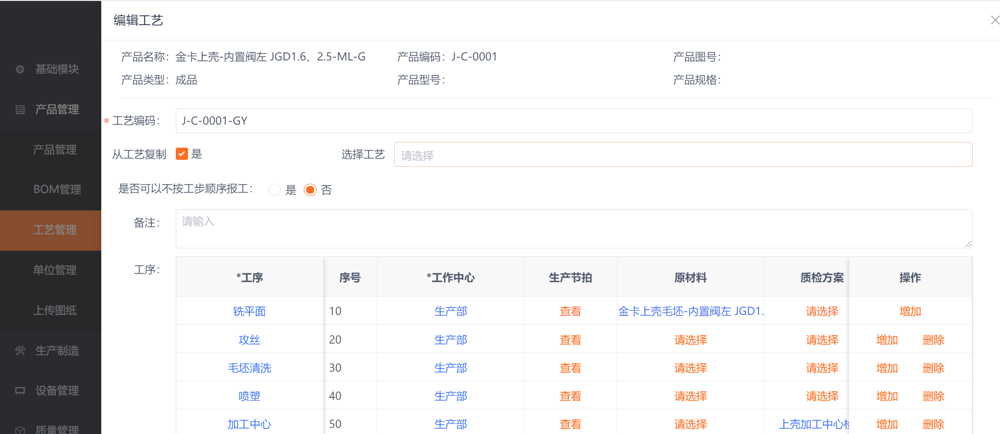 编辑工艺
基础模块
产品管理
产品管理
BOM管理
工艺管理
单位管理
上传图纸
生产制造
设备管理
质量管理
产品名称：金卡上壳-内置阀左 JGD1.6、2.5-ML-G 产品编码：J-C-0001 产品图号：
产品类型：成品 产品型号： 产品规格：
* 工艺编码： J-C-0001-GY
从工艺复制 是 选择工艺 请选择
是否可以不按工步顺序报工： 是 否
备注： 请输入
工序：
*工序 序号 *工作中心 生产节拍 原材料 质检方案 操作
铣平面 10 生产部 查看 金卡上壳毛坯-内置阀左 JGD1. 请选择 增加
攻丝 20 生产部 查看 请选择 请选择 增加 删除
毛坯清洗 30 生产部 查看 请选择 请选择 增加 删除
喷塑 40 生产部 查看 请选择 请选择 增加 删除
加工中心 50 生产部 查看 请选择 上壳加工中心 增加 删除